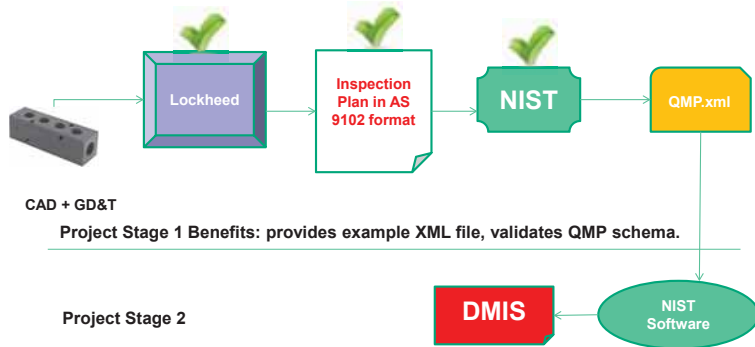 Lockheed
Inspection
Plan in AS
9102 format
NIST
QMP.xml
CAD + GD&T
Project Stage 1 Benefits: provides example XML file, validates QMP schema.
Project Stage 2
DMIS
NIST
Software